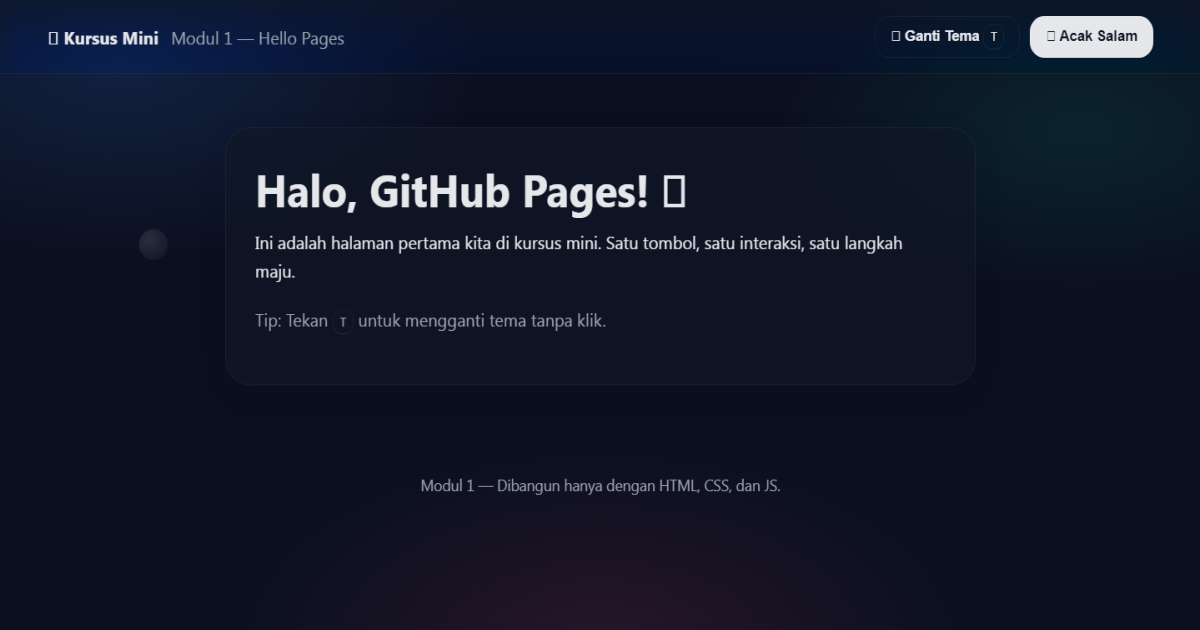 Kursus Mini Modul 1 — Hello Pages
Ganti Tema T
Acak Salam
Halo, GitHub Pages!
Ini adalah halaman pertama kita di kursus mini. Satu tombol, satu interaksi, satu langkah
maju.
Tip: Tekan T untuk mengganti tema tanpa klik.
Modul 1 — Dibangun hanya dengan HTML, CSS, dan JS.